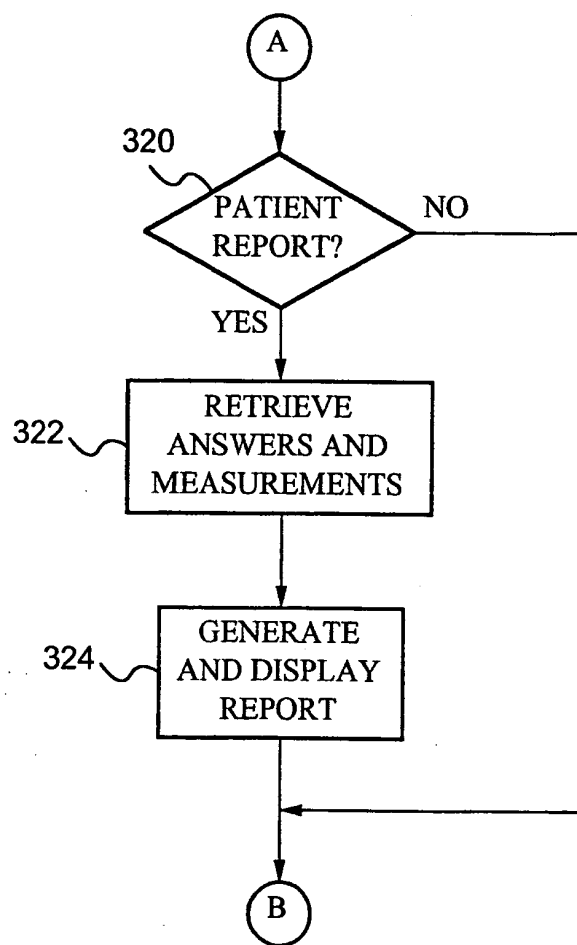 A
320
PATIENT
REPORT?
NO
YES
322
RETRIEVE
ANSWERS AND
MEASUREMENTS
324
GENERATE
AND DISPLAY
REPORT
B